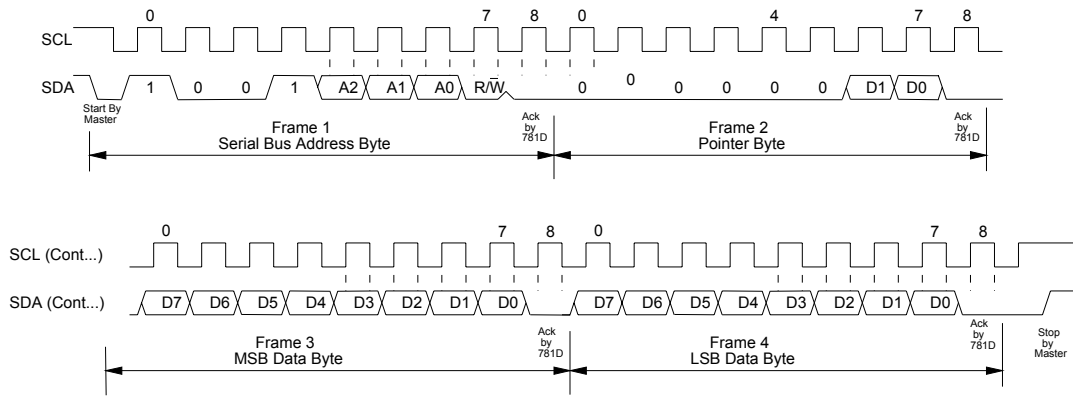 0 7 8 0 4 7 8
SCL
SDA 1 0 0 1 A2 A1 A0 R/W̅ 0 0 0 0 0 0 D1 D0
Start By
Master
Ack
by
781D
Ack
by
781D
Frame 1
Serial Bus Address Byte
Frame 2
Pointer Byte
0 7 8 0 7 8
SCL (Cont...)
SDA (Cont...) D7 D6 D5 D4 D3 D2 D1 D0 D7 D6 D5 D4 D3 D2 D1 D0
Ack
by
781D
Ack
by
781D
Stop
by
Master
Frame 3
MSB Data Byte
Frame 4
LSB Data Byte